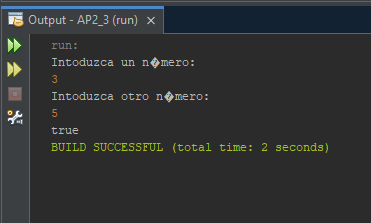 Output - AP2_3 (run)
run:
Intoduzca un n�mero:
3
Intoduzca otro n�mero:
5
true
BUILD SUCCESSFUL (total time: 2 seconds)